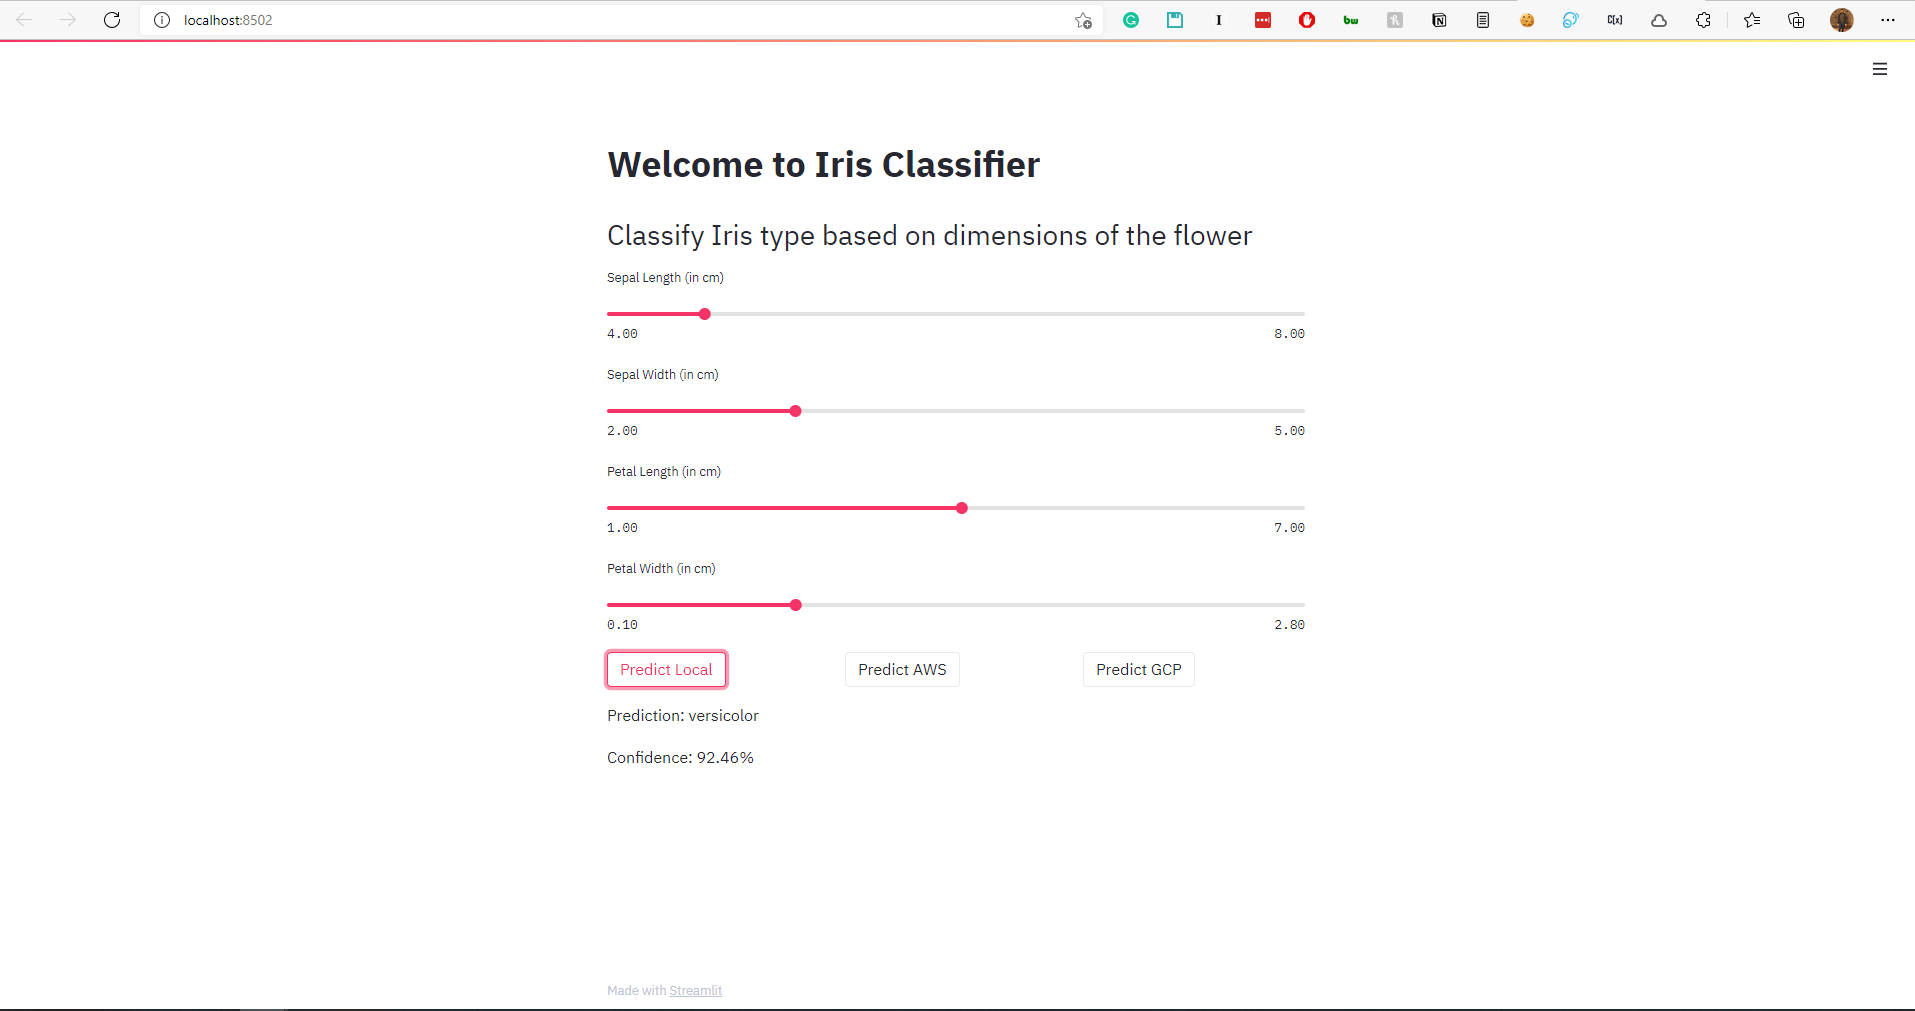 localhost:8502
Welcome to Iris Classifier
Classify Iris type based on dimensions of the flower
Sepal Length (in cm)
4.00 8.00
Sepal Width (in cm)
2.00 5.00
Petal Length (in cm)
1.00 7.00
Petal Width (in cm)
0.10 2.80
Predict Local Predict AWS Predict GCP
Prediction: versicolor
Confidence: 92.46%
Made with Streamlit